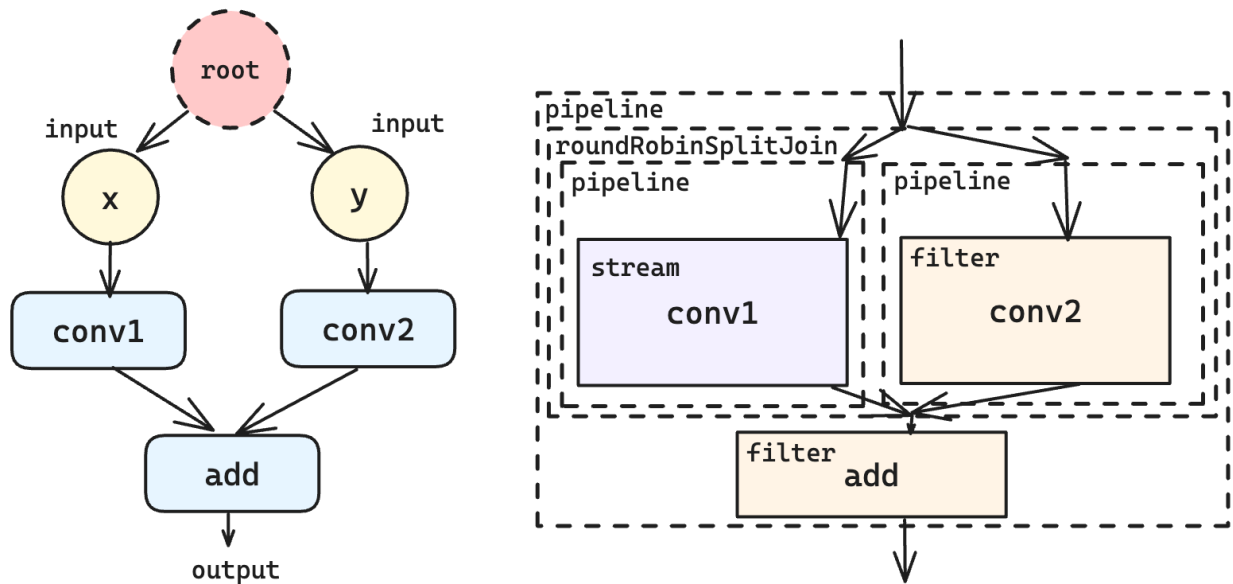 root
input
input
x
y
conv1
conv2
add
output
pipeline
roundRobinSplitJoin
pipeline
pipeline
stream
conv1
filter
conv2
filter
add